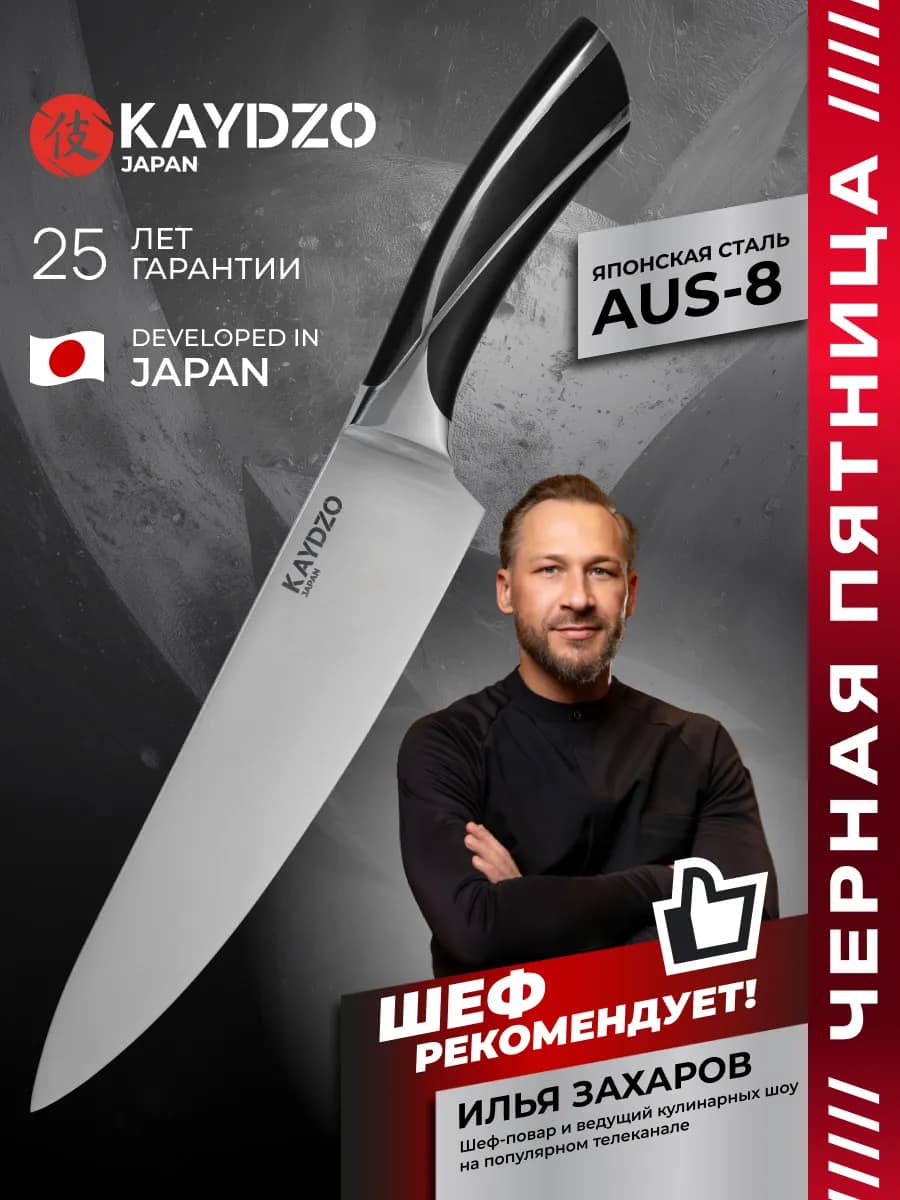 伎
KAYDZO
JAPAN
25 ЛЕТ
ГАРАНТИИ
DEVELOPED IN
JAPAN
ЯПОНСКАЯ СТАЛЬ
AUS-8
KAYDZO
JAPAN
ШЕФ
РЕКОМЕНДУЕТ!
ИЛЬЯ ЗАХАРОВ
Шеф-повар и ведущий кулинарных шоу
на популярном телеканале
///// ЧЕРНАЯ ПЯТНИЦА /////